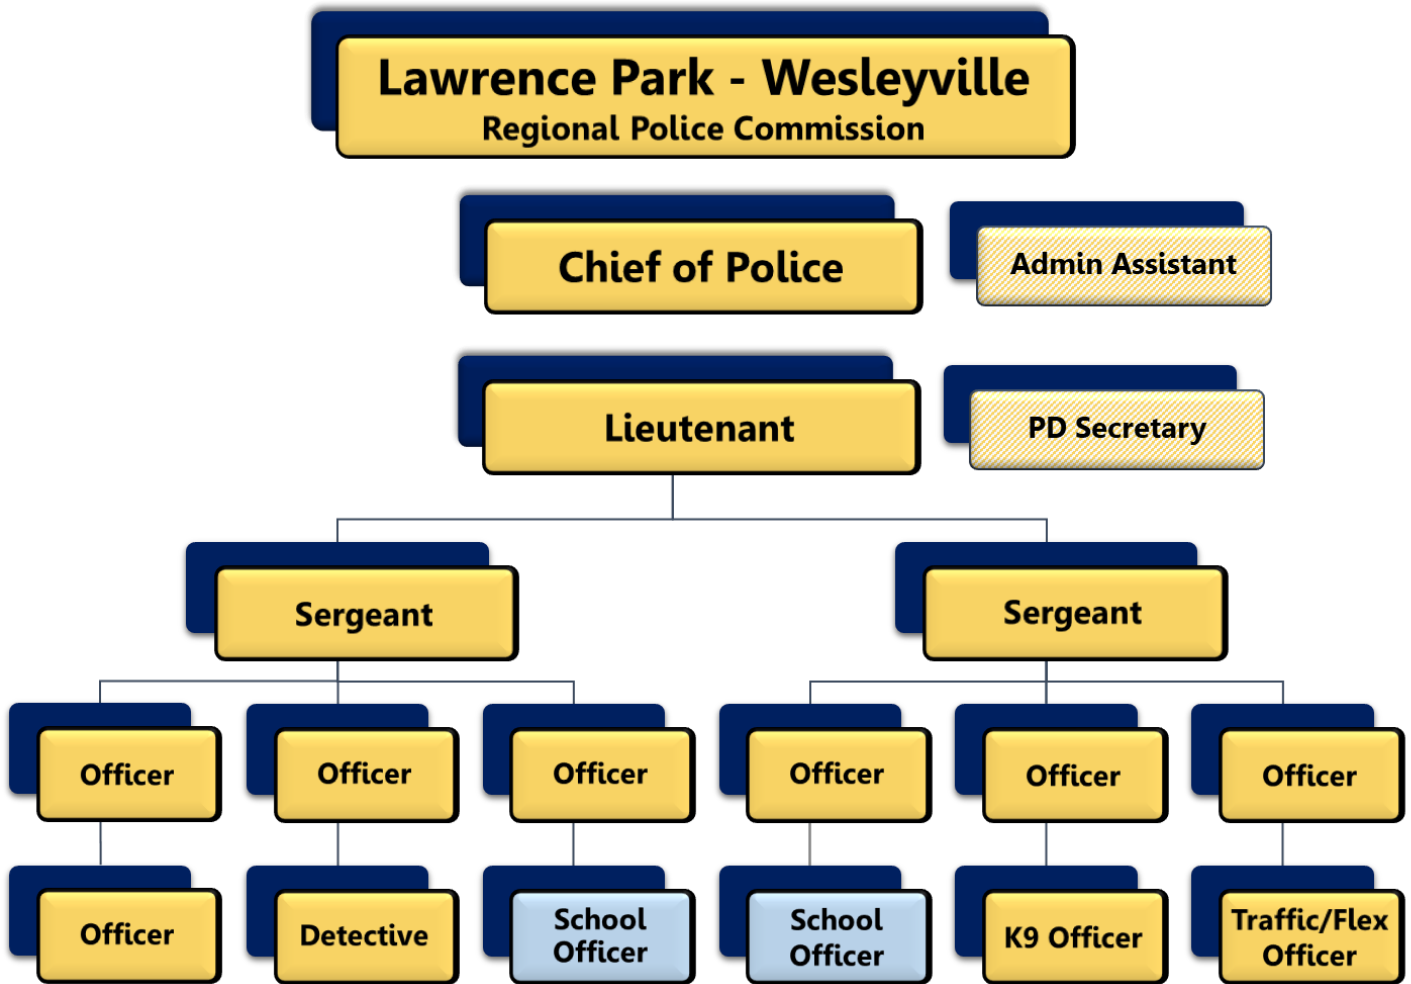 Lawrence Park - Wesleyville
Regional Police Commission
Chief of Police
Admin Assistant
Lieutenant
PD Secretary
Sergeant
Sergeant
Officer
Officer
Officer
Officer
Officer
Officer
Officer
Detective
School
Officer
School
Officer
K9 Officer
Traffic/Flex
Officer